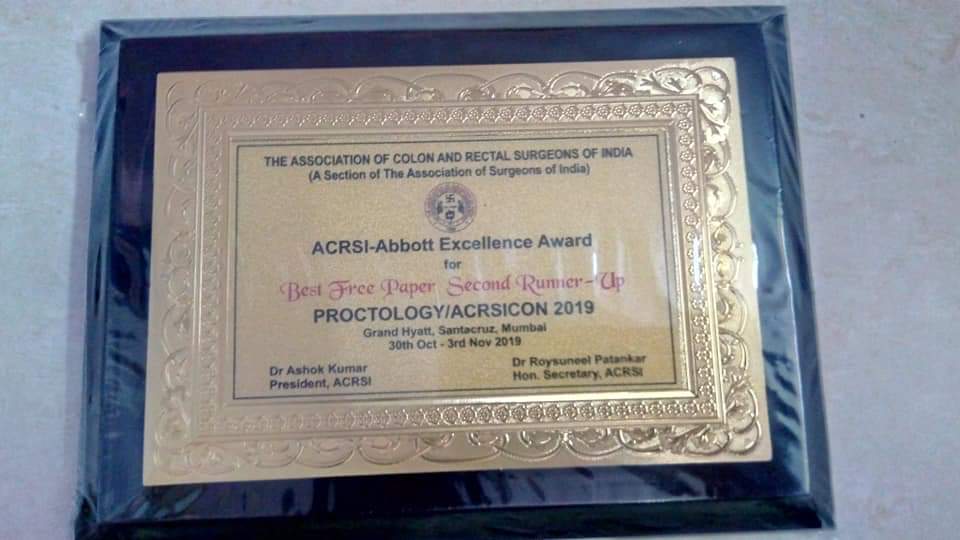 THE ASSOCIATION OF COLON AND RECTAL SURGEONS OF INDIA
(A Section of The Association of Surgeons of India)
ACRSI-Abbott Excellence Award
for
Best Free Paper Second Runner-Up
PROCTOLOGY/ACRSICON 2019
Grand Hyatt, Santacruz, Mumbai
30th Oct - 3rd Nov 2019
Dr Ashok Kumar
President, ACRSI
Dr Roysuneel Patankar
Hon. Secretary, ACRSI